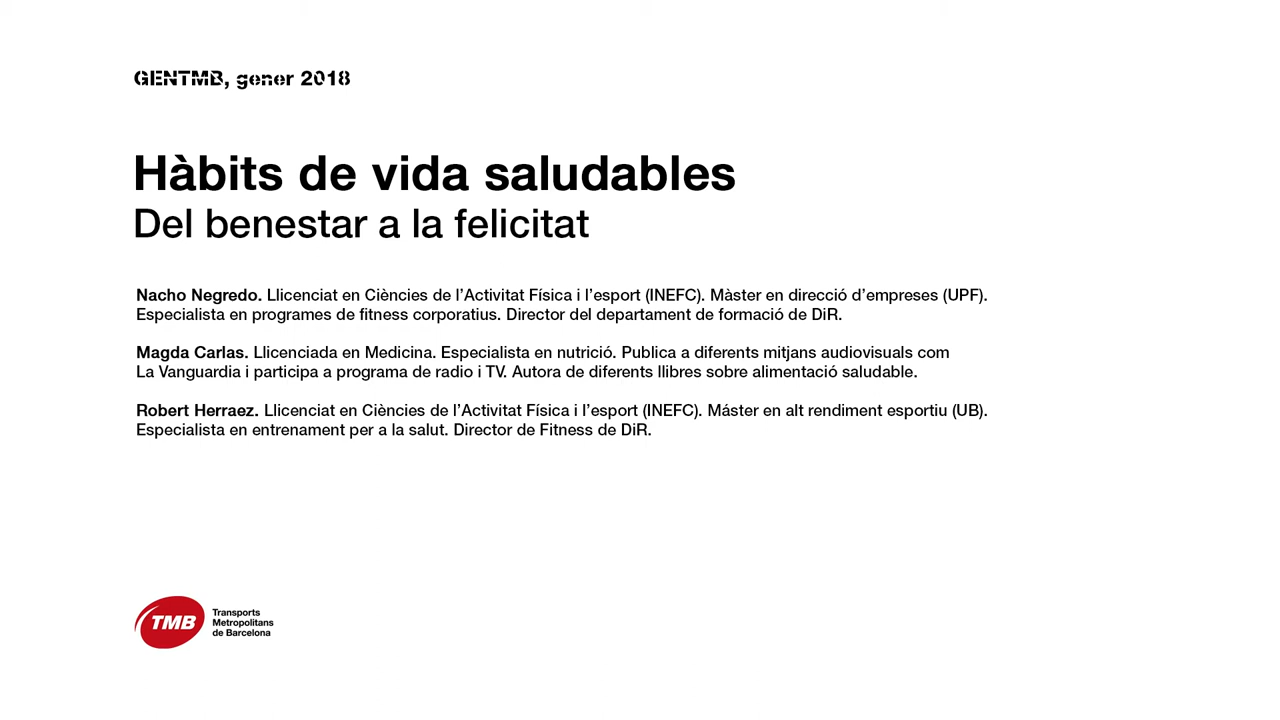 GENTMB, gener 2018
Hàbits de vida saludables
Del benestar a la felicitat
Nacho Negredo. Llicenciat en Ciències de l’Activitat Física i l’esport (INEFC). Màster en direcció d’empreses (UPF).
Especialista en programes de fitness corporatius. Director del departament de formació de DiR.
Magda Carlas. Llicenciada en Medicina. Especialista en nutrició. Publica a diferents mitjans audiovisuals com
La Vanguardia i participa a programa de radio i TV. Autora de diferents llibres sobre alimentació saludable.
Robert Herraez. Llicenciat en Ciències de l’Activitat Física i l’esport (INEFC). Máster en alt rendiment esportiu (UB).
Especialista en entrenament per a la salut. Director de Fitness de DiR.
TMB
Transports
Metropolitans
de Barcelona